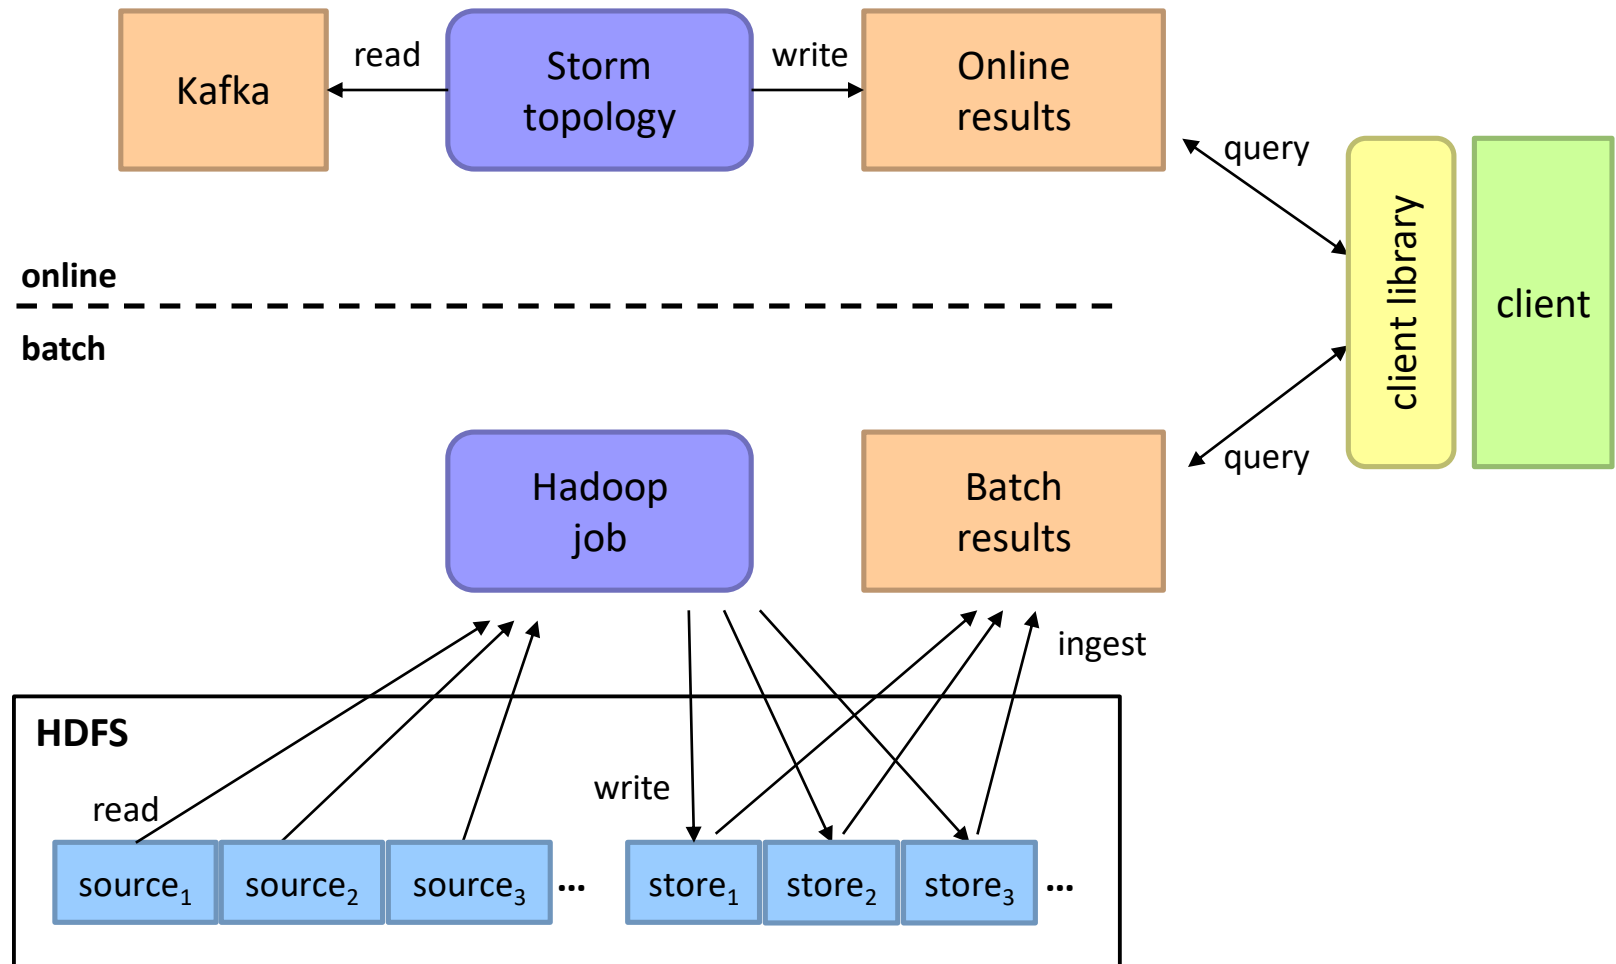 Kafka
read
Storm
topology
write
Online
results
query
online
batch
client library
client
Hadoop
job
Batch
results
query
ingest
HDFS
read
write
source₁
source₂
source₃
...
store₁
store₂
store₃
...